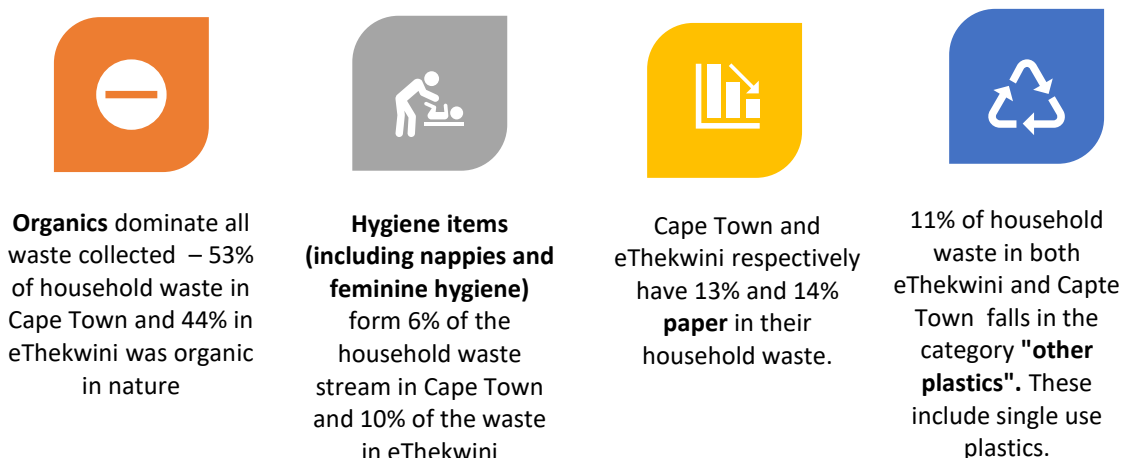 Organics dominate all
waste collected – 53%
of household waste in
Cape Town and 44% in
eThekwini was organic
in nature
Hygiene items
(including nappies and
feminine hygiene)
form 6% of the
household waste
stream in Cape Town
and 10% of the waste
in eThekwini
Cape Town and
eThekwini respectively
have 13% and 14%
paper in their
household waste.
11% of household
waste in both
eThekwini and Capte
Town falls in the
category "other
plastics". These
include single use
plastics.